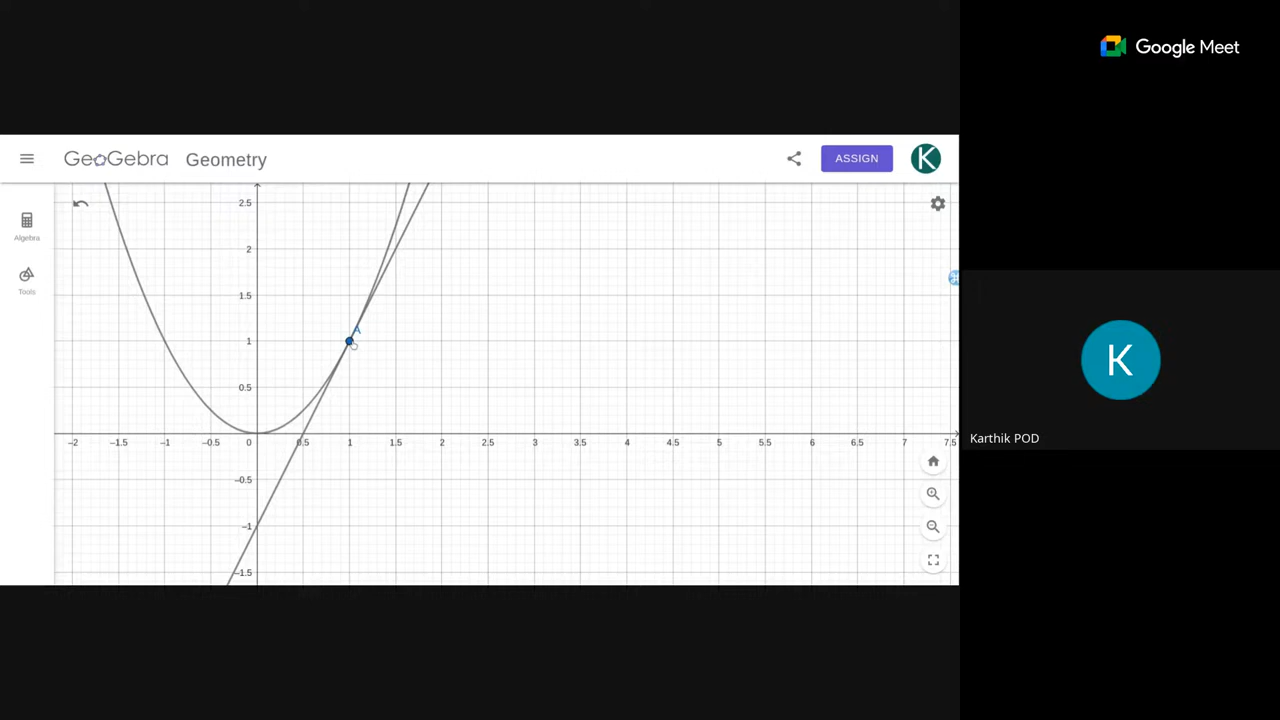 Google Meet
GeoGebra Geometry
ASSIGN
K
Algebra
Tools
2.5
2
1.5
1
0.5
−0.5
−1
−1.5
−2 −1.5 −1 −0.5 0 0.5 1 1.5 2 2.5 3 3.5 4 4.5 5 5.5 6 6.5 7 7.5
A
K
Karthik POD